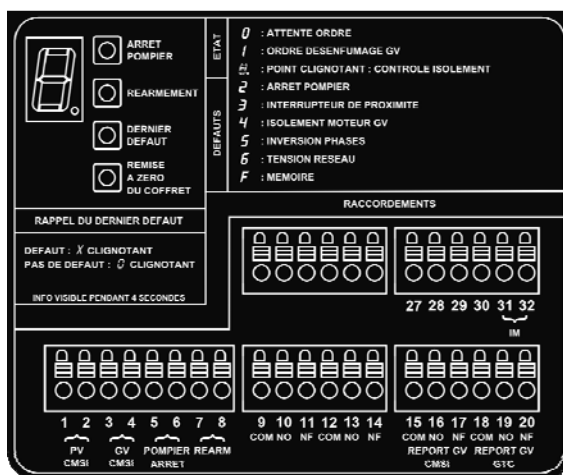 ARRET
POMPIER
REARMEMENT
DERNIER
DEFAUT
REMISE
A ZERO
DU COFFRET
ETAT
DEFAUTS
0 : ATTENTE ORDRE
1 : ORDRE DESENFUMAGE GV
8. : POINT CLIGNOTANT : CONTROLE ISOLEMENT
2 : ARRET POMPIER
3 : INTERRUPTEUR DE PROXIMITE
4 : ISOLEMENT MOTEUR GV
5 : INVERSION PHASES
6 : TENSION RESEAU
F : MEMOIRE
RAPPEL DU DERNIER DEFAUT
DEFAUT : X CLIGNOTANT
PAS DE DEFAUT : 0 CLIGNOTANT
INFO VISIBLE PENDANT 4 SECONDES
RACCORDEMENTS
27 28 29 30 31 32
IM
1 2 3 4 5 6 7 8
PV GV POMPIER REARM
CMSI CMSI ARRET
9 10 11 12 13 14
COM NO NF COM NO NF
15 16 17 18 19 20
COM NO NF COM NO NF
REPORT GV REPORT GV
CMSI GTC